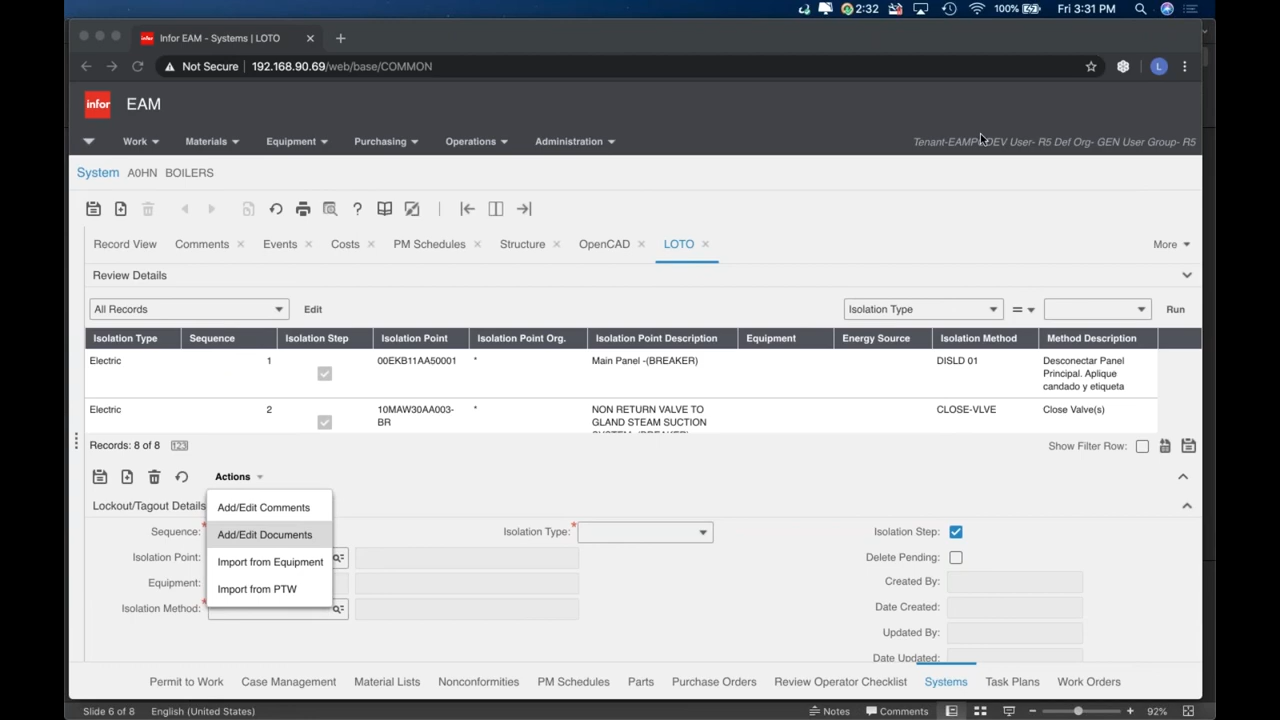 2:32 100% Fri 3:31 PM
Infor EAM - Systems | LOTO
Not Secure 192.168.90.69/web/base/COMMON L
infor EAM
Work Materials Equipment Purchasing Operations Administration
System A0HN BOILERS
Record View Comments Events Costs PM Schedules Structure OpenCAD LOTO More
Review Details
All Records Edit Isolation Type = Run
Isolation Type Sequence Isolation Step Isolation Point Isolation Point Org. Isolation Point Description Equipment Energy Source Isolation Method Method Description
Electric 1 00EKB11AA50001 * Main Panel -(BREAKER) DISLD 01 Desconectar Panel
Principal. Aplique
candado y etiqueta
Electric 2 10MAW30AA003- * NON RETURN VALVE TO CLOSE-VLVE Close Valve(s)
BR GLAND STEAM SUCTION
Records: 8 of 8 123 Show Filter Row:
Actions
Lockout/Tagout Details
Add/Edit Comments
Add/Edit Documents
Import from Equipment
Import from PTW
Sequence:* Isolation Type:* Isolation Step:
Isolation Point: Delete Pending:
Equipment: Created By:
Isolation Method:* Date Created:
Updated By:
Date Updated:
Permit to Work Case Management Material Lists Nonconformities PM Schedules Parts Purchase Orders Review Operator Checklist Systems Task Plans Work Orders
Slide 6 of 8 English (United States) Notes Comments 92%